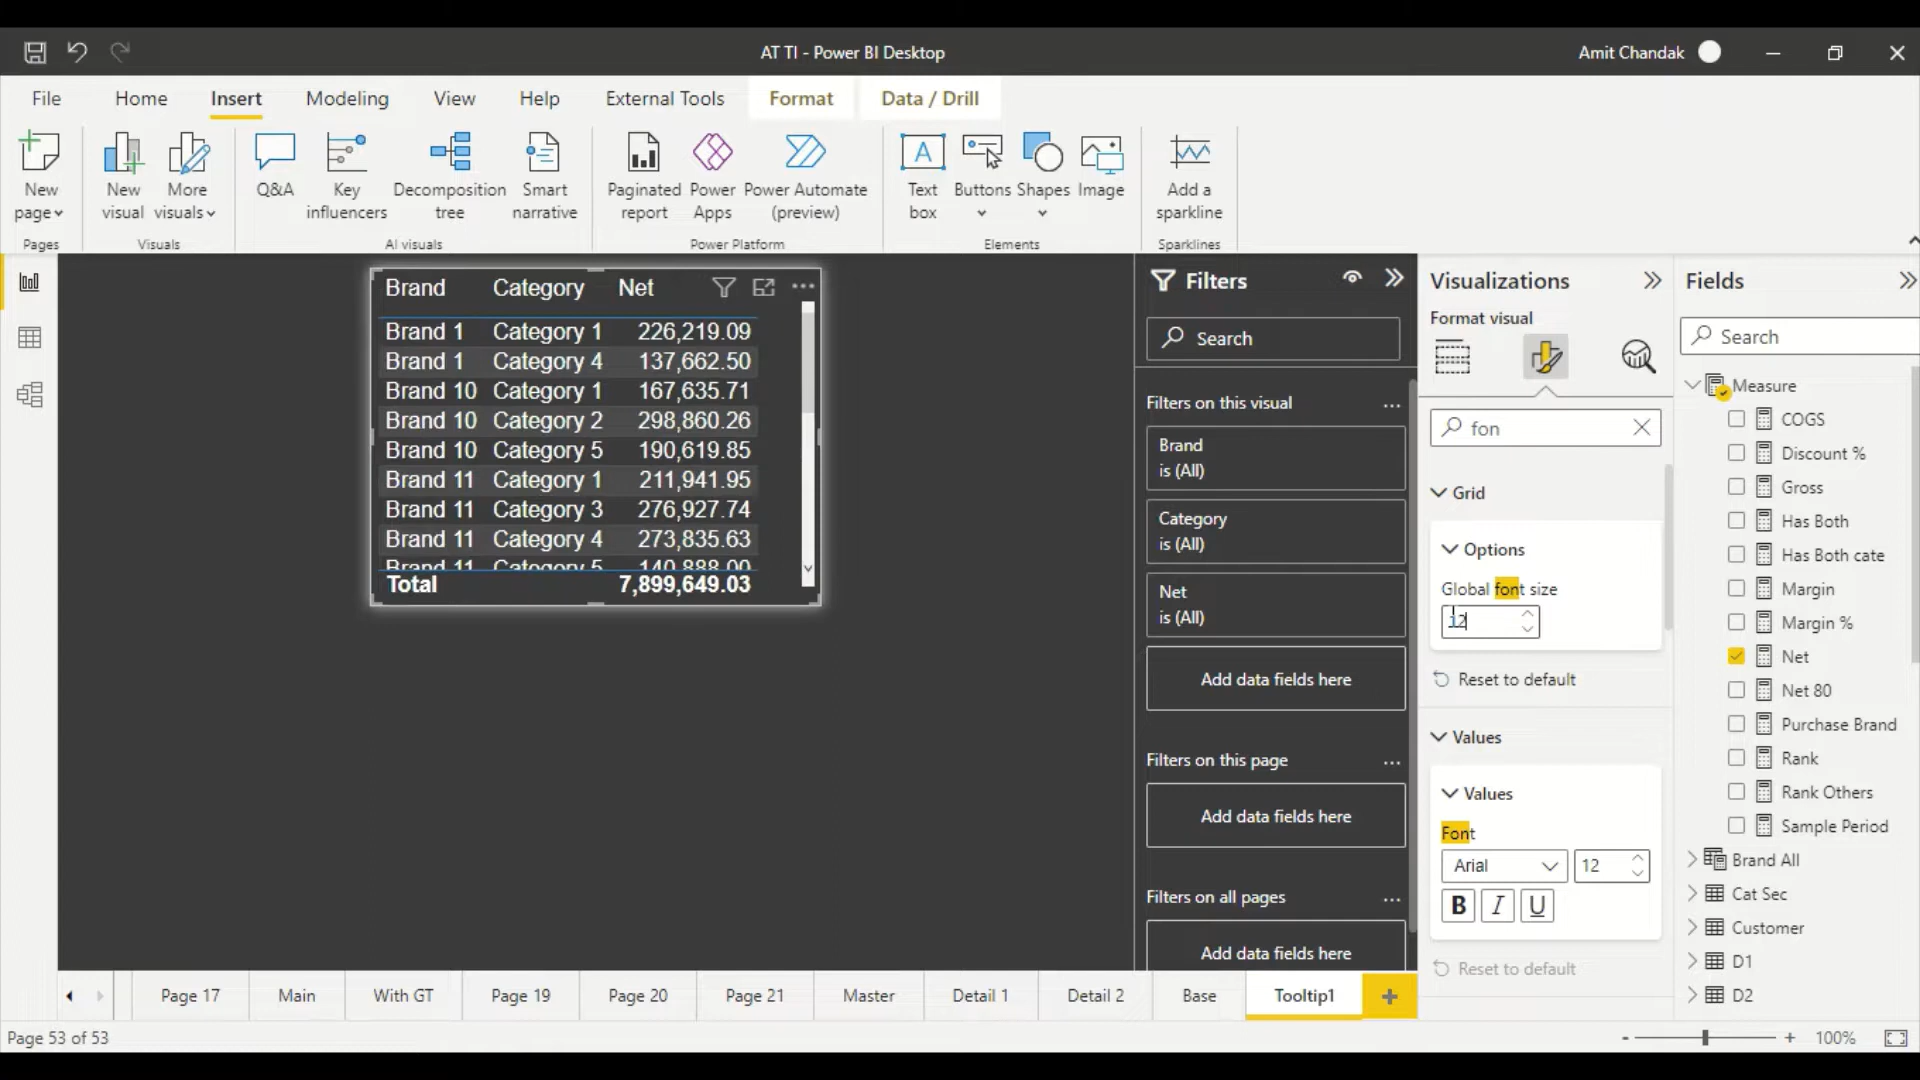 AT TI - Power BI Desktop
Amit Chandak
File Home Insert Modeling View Help External Tools Format Data / Drill
New page
New visual
More visuals
Q&A
Key influencers
Decomposition tree
Smart narrative
Paginated report
Power Apps
Power Automate (preview)
Text box
Buttons
Shapes
Image
Add a sparkline
Pages Visuals AI visuals Power Platform Elements Sparklines
Brand Category Net
Brand 1 Category 1 226,219.09
Brand 1 Category 4 137,662.50
Brand 10 Category 1 167,635.71
Brand 10 Category 2 298,860.26
Brand 10 Category 5 190,619.85
Brand 11 Category 1 211,941.95
Brand 11 Category 3 276,927.74
Brand 11 Category 4 273,835.63
Brand 11 Category 5 140,888.00
Total 7,899,649.03
Filters
Search
Filters on this visual
Brand
is (All)
Category
is (All)
Net
is (All)
Add data fields here
Filters on this page
Add data fields here
Filters on all pages
Add data fields here
Visualizations
Format visual
fon
Grid
Options
Global font size
12
Reset to default
Values
Values
Font
Arial 12
B I U
Reset to default
Fields
Search
Measure
COGS
Discount %
Gross
Has Both
Has Both cate
Margin
Margin %
Net
Net 80
Purchase Brand
Rank
Rank Others
Sample Period
Brand All
Cat Sec
Customer
D1
D2
Page 17 Main With GT Page 19 Page 20 Page 21 Master Detail 1 Detail 2 Base Tooltip1
Page 53 of 53
100%